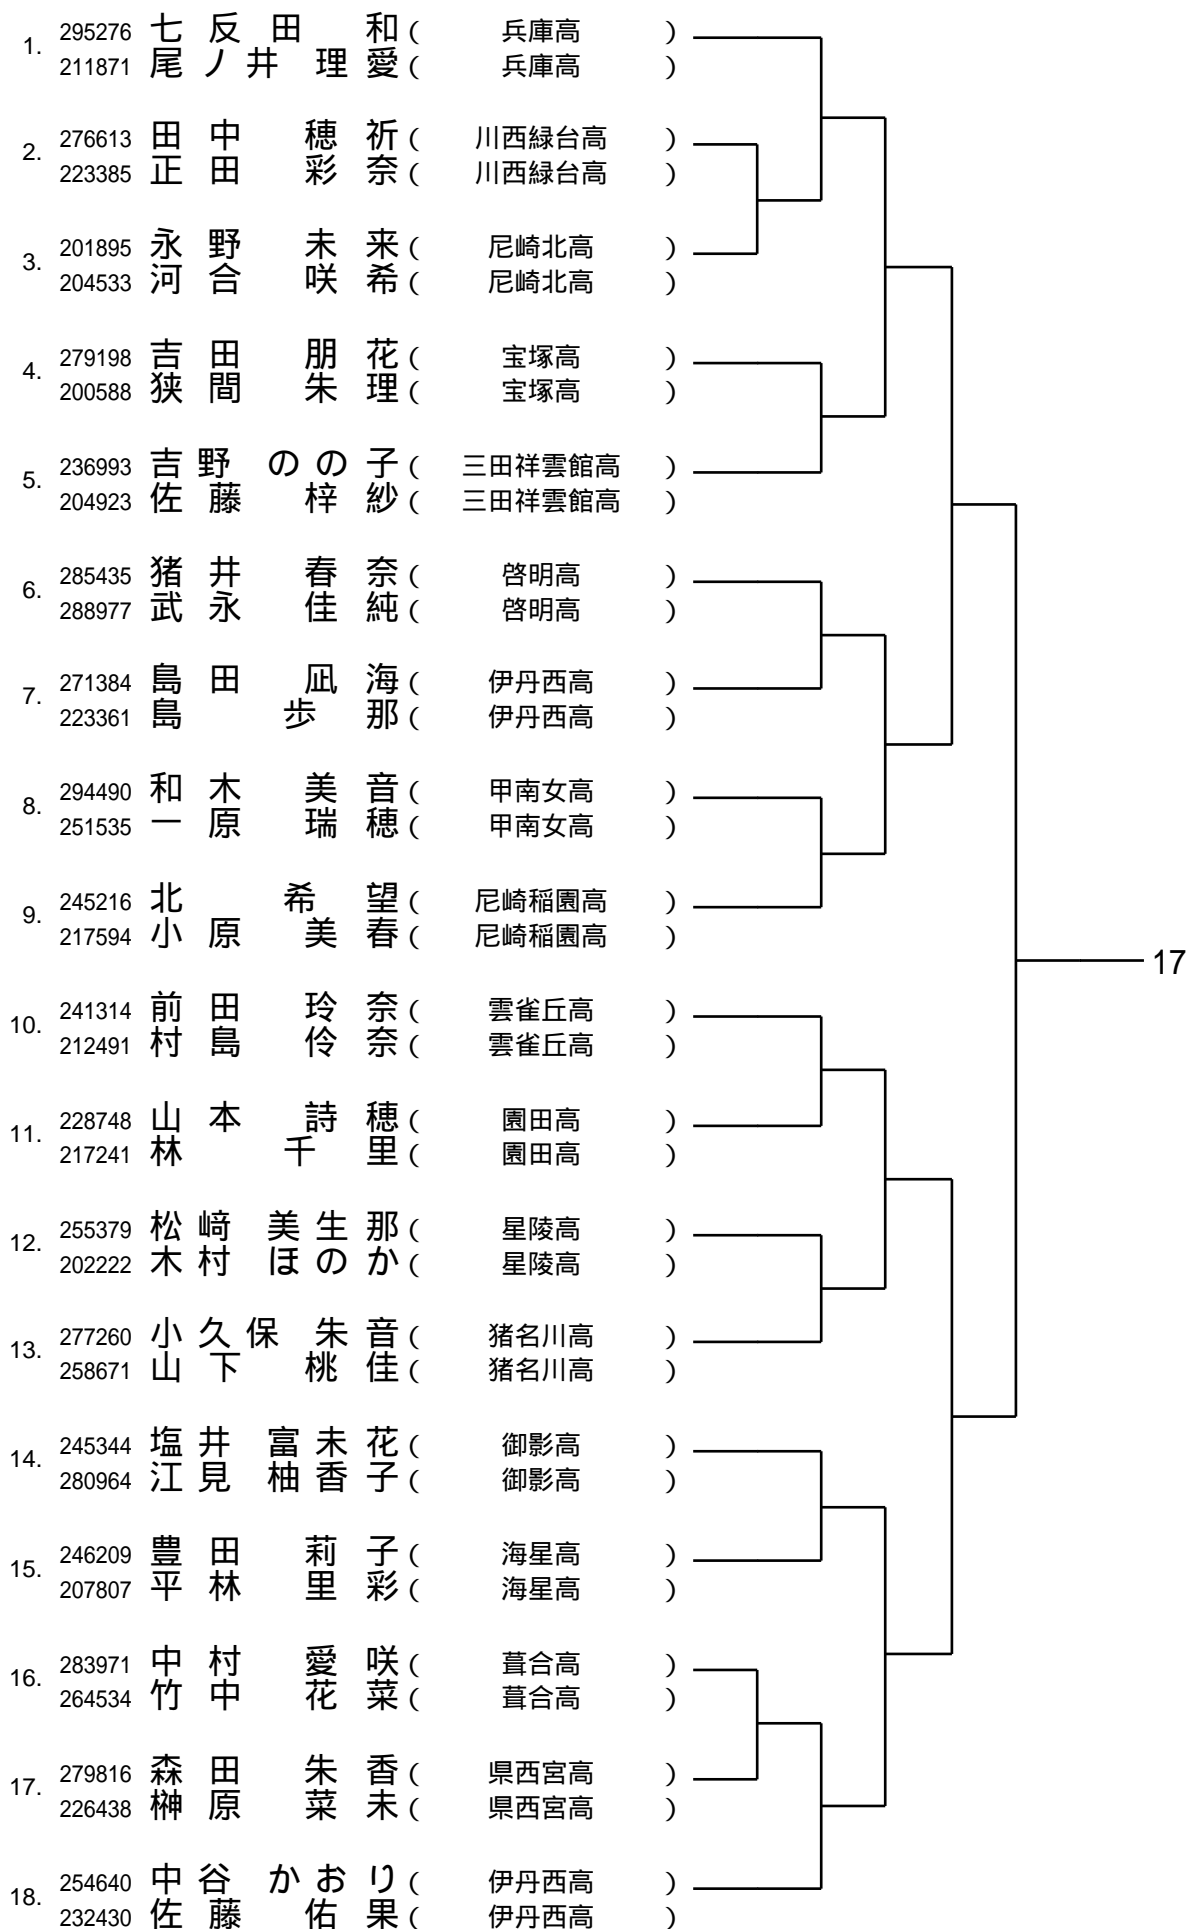 1. 295276 七反田 和 ( 兵庫高 )
211871 尾ノ井 理愛 ( 兵庫高 )
2. 276613 田中 穂祈 ( 川西緑台高 )
223385 正田 彩奈 ( 川西緑台高 )
3. 201895 永野 未来 ( 尼崎北高 )
204533 河合 咲希 ( 尼崎北高 )
4. 279198 吉田 朋花 ( 宝塚高 )
200588 狭間 朱理 ( 宝塚高 )
5. 236993 吉野 のの子 ( 三田祥雲館高 )
204923 佐藤 梓紗 ( 三田祥雲館高 )
6. 285435 猪井 春奈 ( 啓明高 )
288977 武永 佳純 ( 啓明高 )
7. 271384 島田 凪海 ( 伊丹西高 )
223361 島 歩那 ( 伊丹西高 )
8. 294490 和木 美音 ( 甲南女高 )
251535 一原 瑞穂 ( 甲南女高 )
9. 245216 北 希望 ( 尼崎稲園高 )
217594 小原 美春 ( 尼崎稲園高 )
17
10. 241314 前田 玲奈 ( 雲雀丘高 )
212491 村島 伶奈 ( 雲雀丘高 )
11. 228748 山本 詩穂 ( 園田高 )
217241 林 千里 ( 園田高 )
12. 255379 松﨑 美生那 ( 星陵高 )
202222 木村 ほのか ( 星陵高 )
13. 277260 小久保 朱音 ( 猪名川高 )
258671 山下 桃佳 ( 猪名川高 )
14. 245344 塩井 富未花 ( 御影高 )
280964 江見 柚香子 ( 御影高 )
15. 246209 豊田 莉子 ( 海星高 )
207807 平林 里彩 ( 海星高 )
16. 283971 中村 愛咲 ( 葺合高 )
264534 竹中 花菜 ( 葺合高 )
17. 279816 森田 朱香 ( 県西宮高 )
226438 榊原 菜未 ( 県西宮高 )
18. 254640 中谷 かおり ( 伊丹西高 )
232430 佐藤 佑果 ( 伊丹西高 )